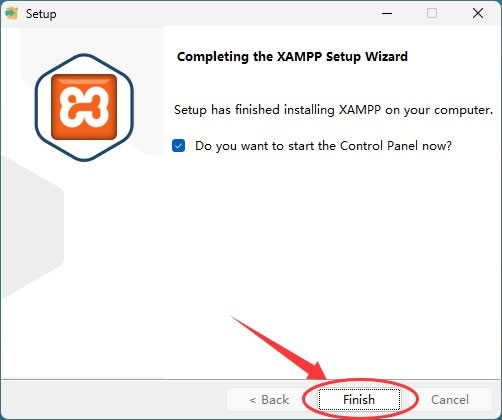 Setup
Completing the XAMPP Setup Wizard
Setup has finished installing XAMPP on your computer.
Do you want to start the Control Panel now?
< Back
Finish
Cancel